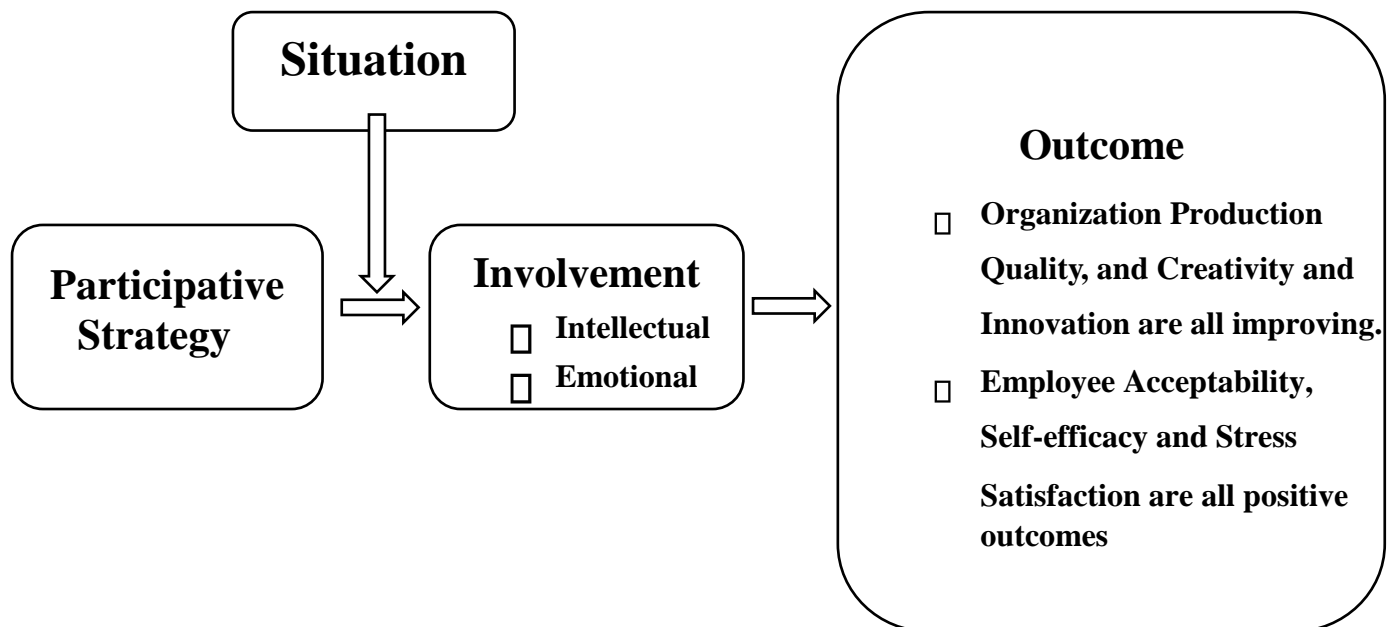 Situation
Participative
Strategy
Involvement
Intellectual
Emotional
Outcome
Organization Production
Quality, and Creativity and
Innovation are all improving.
Employee Acceptability,
Self-efficacy and Stress
Satisfaction are all positive
outcomes